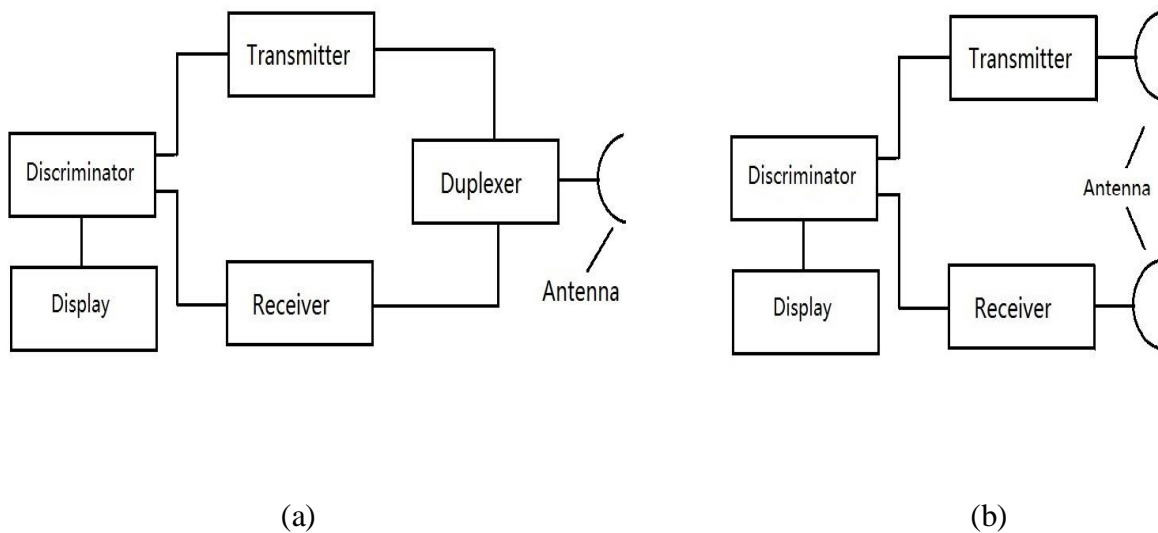 Transmitter
Discriminator
Duplexer
Display
Receiver
Antenna
(a)
Transmitter
Discriminator
Antenna
Display
Receiver
(b)